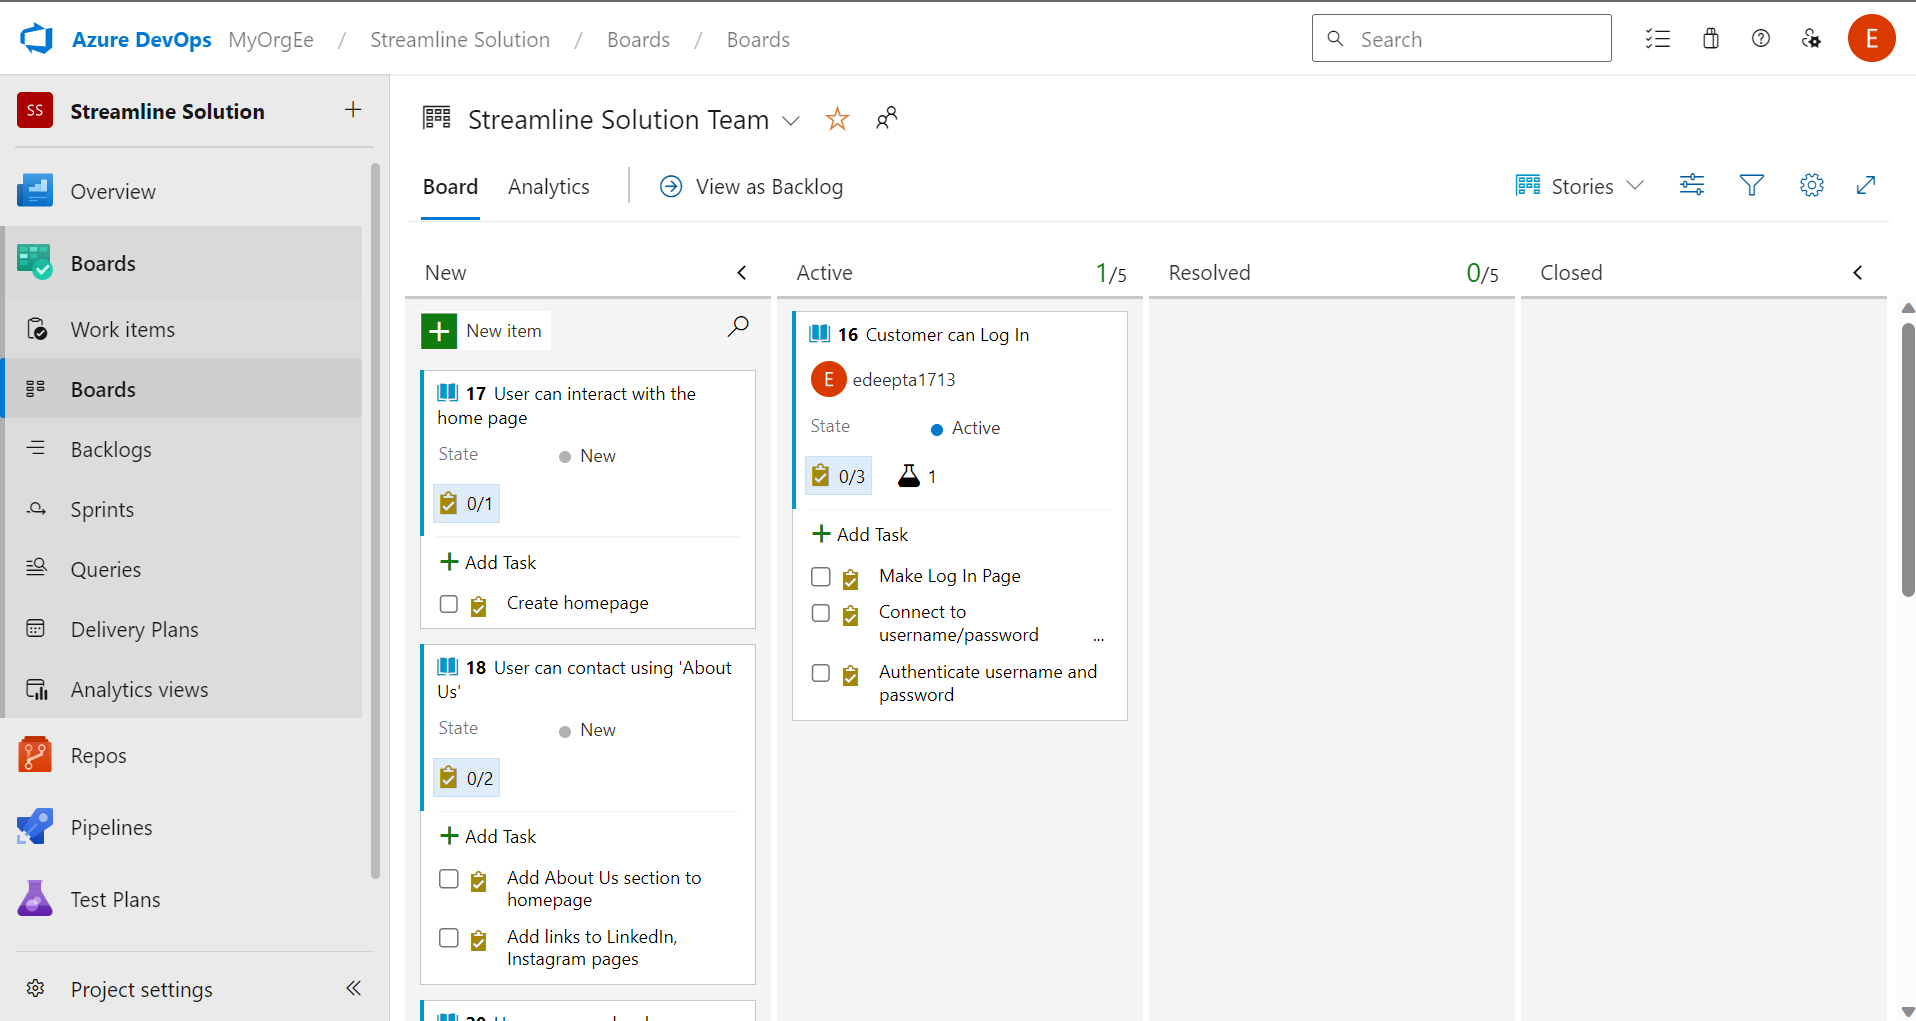 Azure DevOps MyOrgEe / Streamline Solution / Boards / Boards
Search
E
SS Streamline Solution
Overview
Boards
Work items
Boards
Backlogs
Sprints
Queries
Delivery Plans
Analytics views
Repos
Pipelines
Test Plans
Project settings
Streamline Solution Team
Board Analytics View as Backlog
Stories
New
New item
17 User can interact with the
home page
State New
0/1
Add Task
Create homepage
18 User can contact using 'About
Us'
State New
0/2
Add Task
Add About Us section to
homepage
Add links to LinkedIn,
Instagram pages
Active 1/5
16 Customer can Log In
E edeepta1713
State Active
0/3 1
Add Task
Make Log In Page
Connect to
username/password ...
Authenticate username and
password
Resolved 0/5
Closed